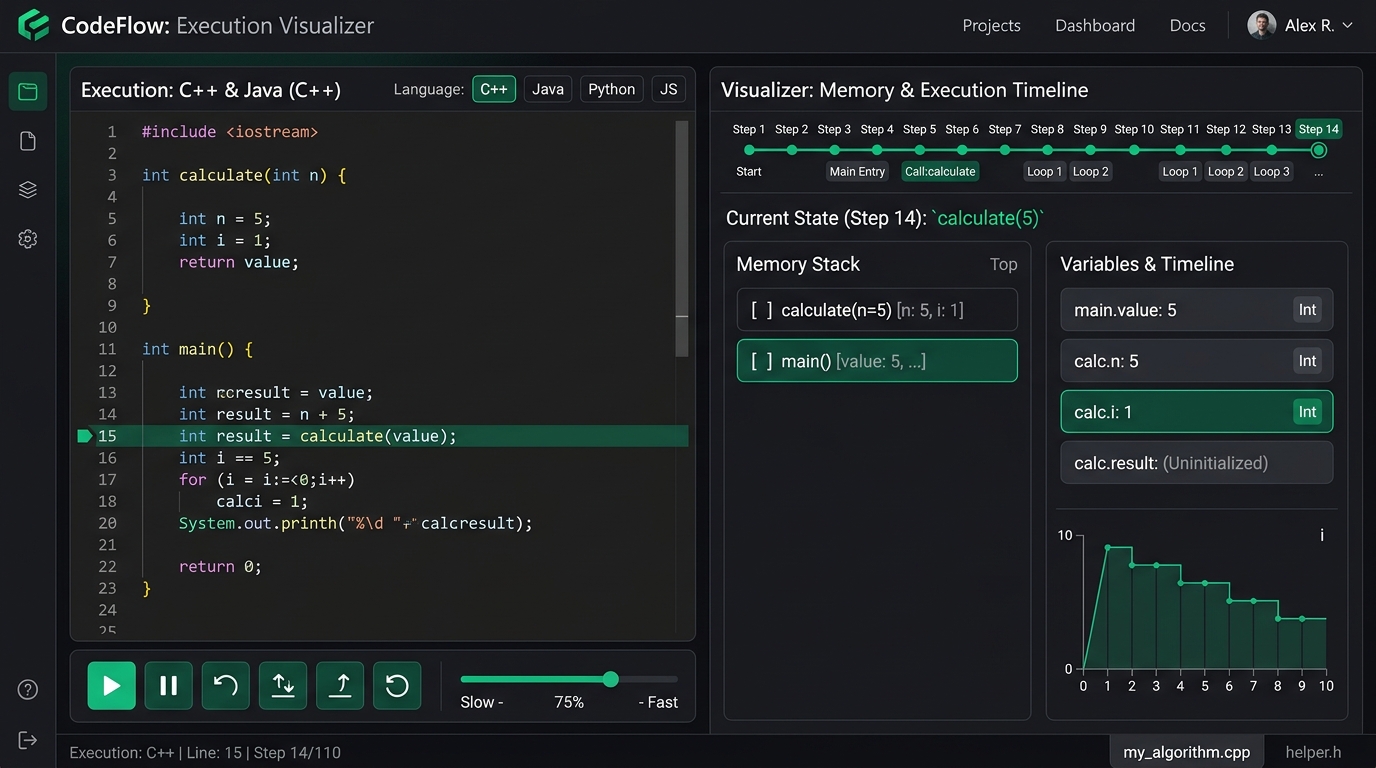 CodeFlow: Execution Visualizer
Projects Dashboard Docs Alex R.
Execution: C++ & Java (C++) Language: C++ Java Python JS
1 #include <iostream>
2
3 int calculate(int n) {
4
5 int n = 5;
6 int i = 1;
7 return value;
8
9 }
10
11 int main() {
12
13 int = value;
14 int result = n + 5;
15 int result = calculate(value);
16 int i == 5;
17 for (i = i:=<0;i++)
18 calci = 1;
20 System.out.printh( calcresult);
21
22 return 0;
23 }
24
25
Slow - 75% - Fast
Visualizer: Memory & Execution Timeline
Step 1 Step 2 Step 3 Step 4 Step 5 Step 6 Step 7 Step 8 Step 9 Step 10 Step 11 Step 12 Step 13 Step 14
Start Main Entry Call:calculate Loop 1 Loop 2 Loop 1 Loop 2 Loop 3 ...
Current State (Step 14): `calculate(5)`
Memory Stack Top
[ ] calculate(n=5) [n: 5, i: 1]
[ ] main() [value: 5, ...]
Variables & Timeline
main.value: 5 Int
calc.n: 5 Int
calc.i: 1 Int
calc.result: (Uninitialized)
10 i
0
0 1 2 3 4 5 6 7 8 9 10
Execution: C++ | Line: 15 | Step 14/110
my_algorithm.cpp helper.h